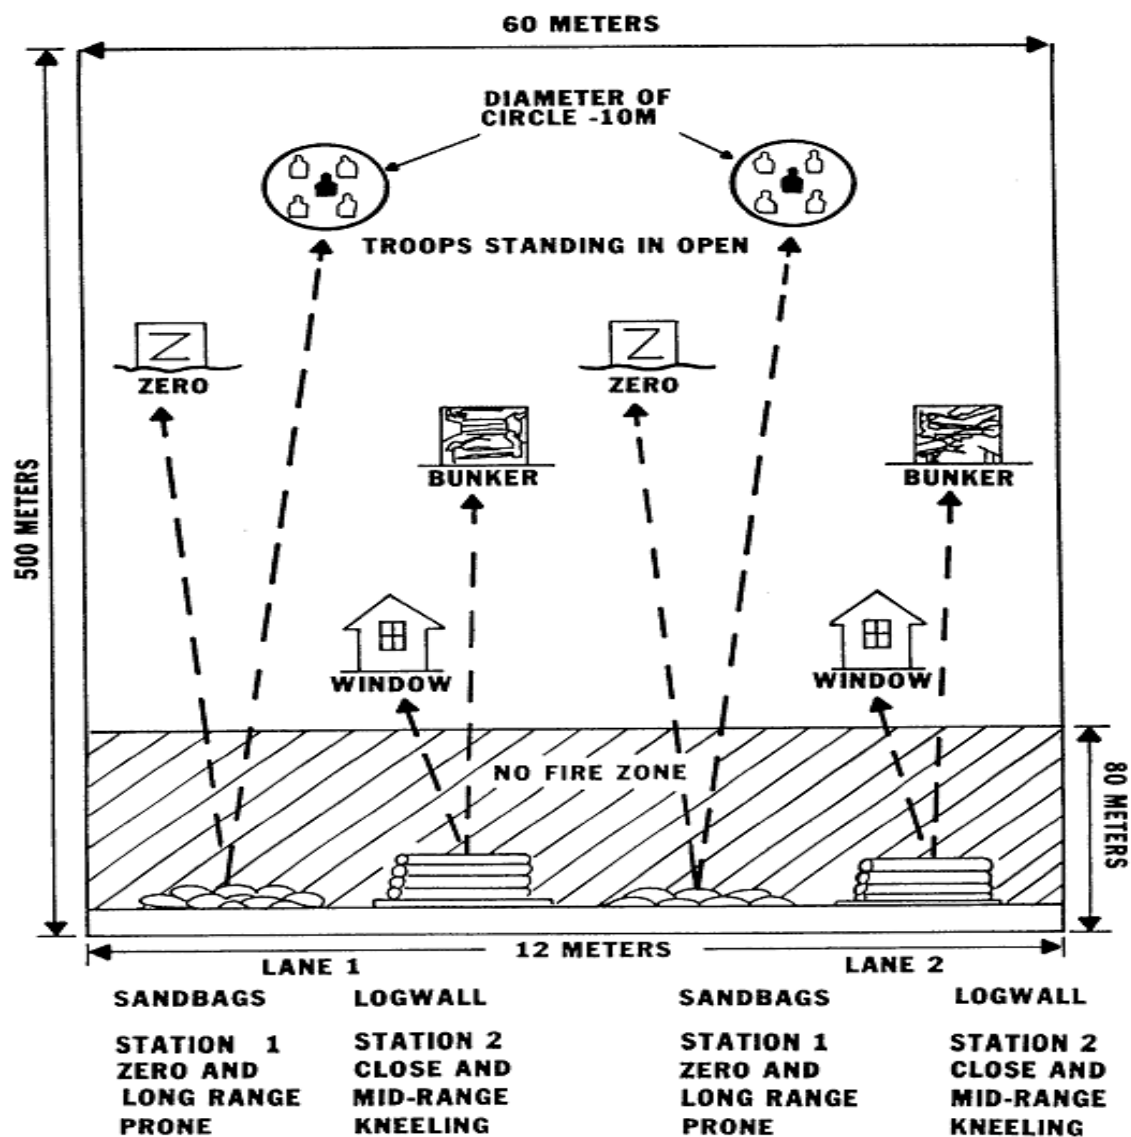 60 METERS
DIAMETER OF
CIRCLE -10M
TROOPS STANDING IN OPEN
Z
ZERO
Z
ZERO
BUNKER
BUNKER
500 METERS
WINDOW
WINDOW
NO FIRE ZONE
80 METERS
12 METERS
LANE 1
LANE 2
SANDBAGS
STATION 1
ZERO AND
LONG RANGE
PRONE
LOGWALL
STATION 2
CLOSE AND
MID-RANGE
KNEELING
SANDBAGS
STATION 1
ZERO AND
LONG RANGE
PRONE
LOGWALL
STATION 2
CLOSE AND
MID-RANGE
KNEELING